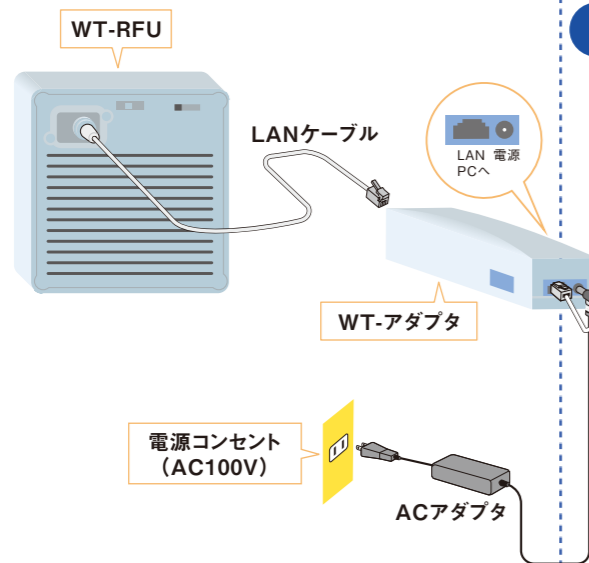 WT-RFU
LANケーブル
LAN 電源
PCへ
WT-アダプタ
電源コンセント
(AC100V)
ACアダプタ